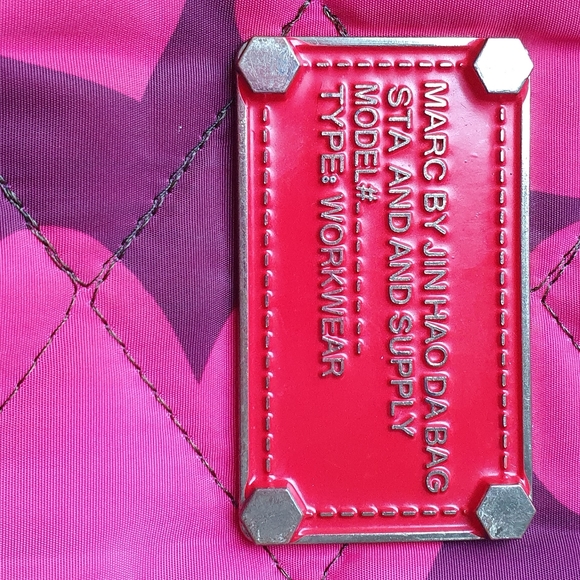 MARC BY JIN HAO DA BAG
STA AND AND SUPPLY
MODEL#
TYPE: WORKWEAR